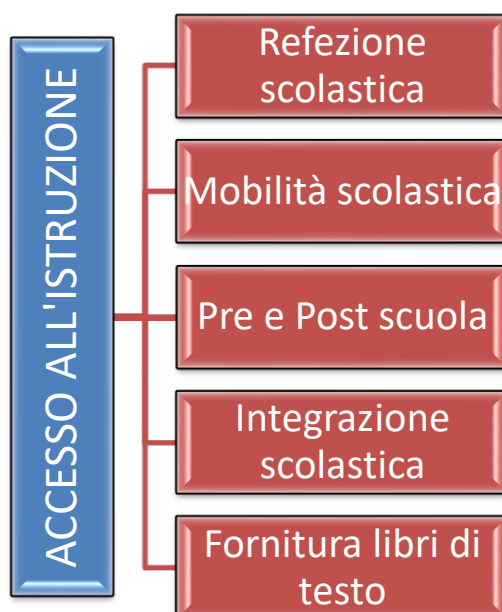 ACCESSO ALL'ISTRUZIONE
Refezione
scolastica
Mobilità scolastica
Pre e Post scuola
Integrazione
scolastica
Fornitura libri di
testo